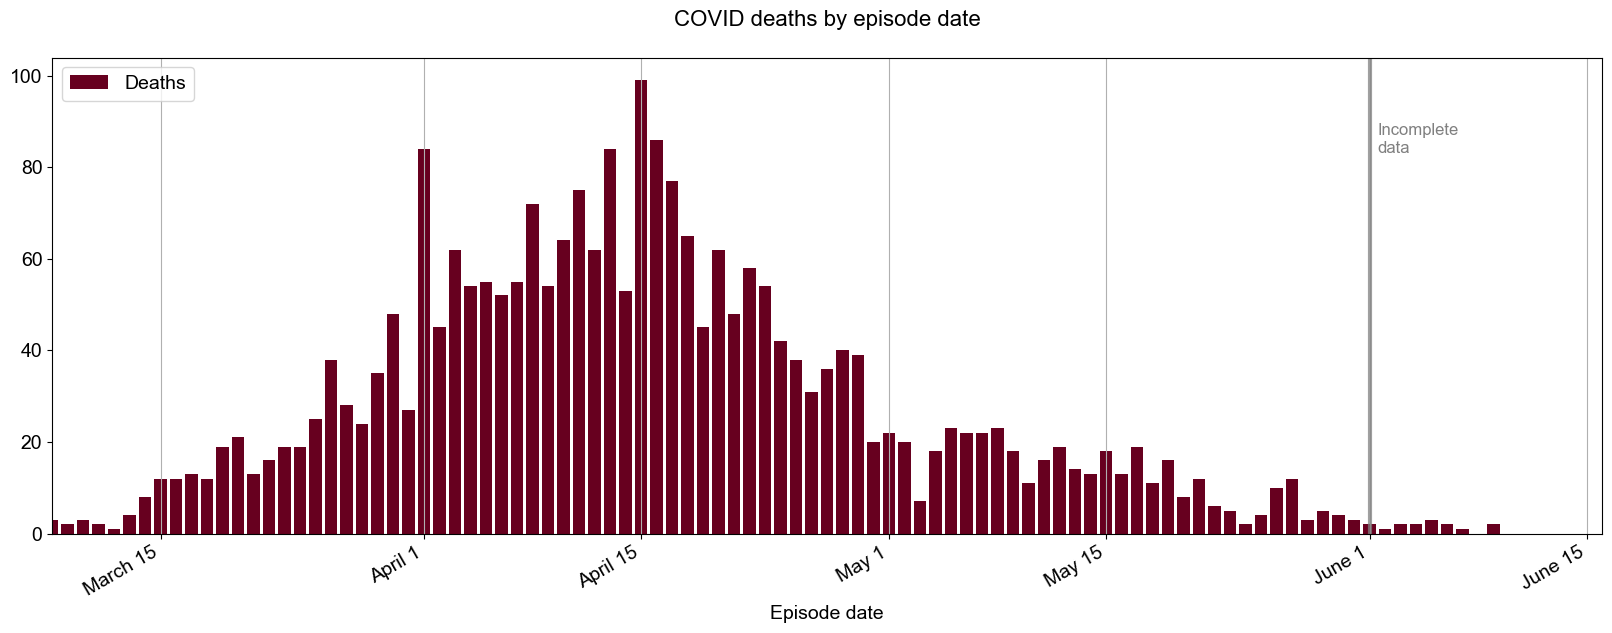 COVID deaths by episode date
100
80
60
40
20
0
Deaths
Incomplete
data
March 15
April 1
April 15
May 1
May 15
June 1
June 15
Episode date